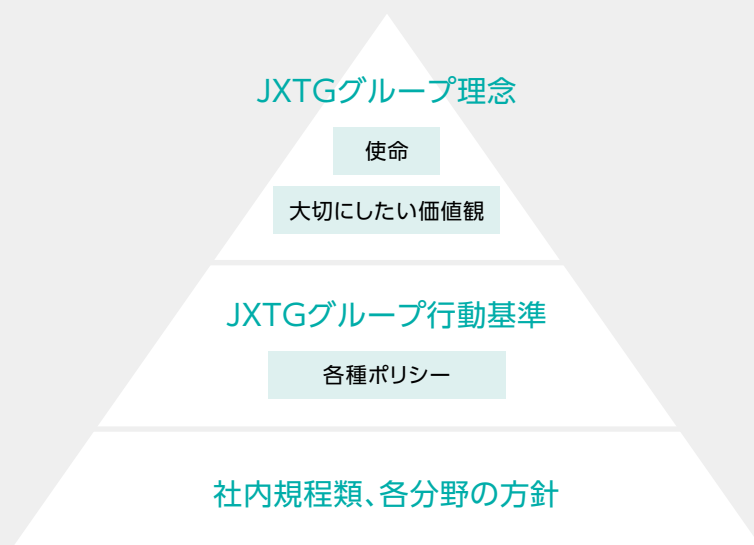 JXTGグループ理念
使命
大切にしたい価値観
JXTGグループ行動基準
各種ポリシー
社内規程類、各分野の方針